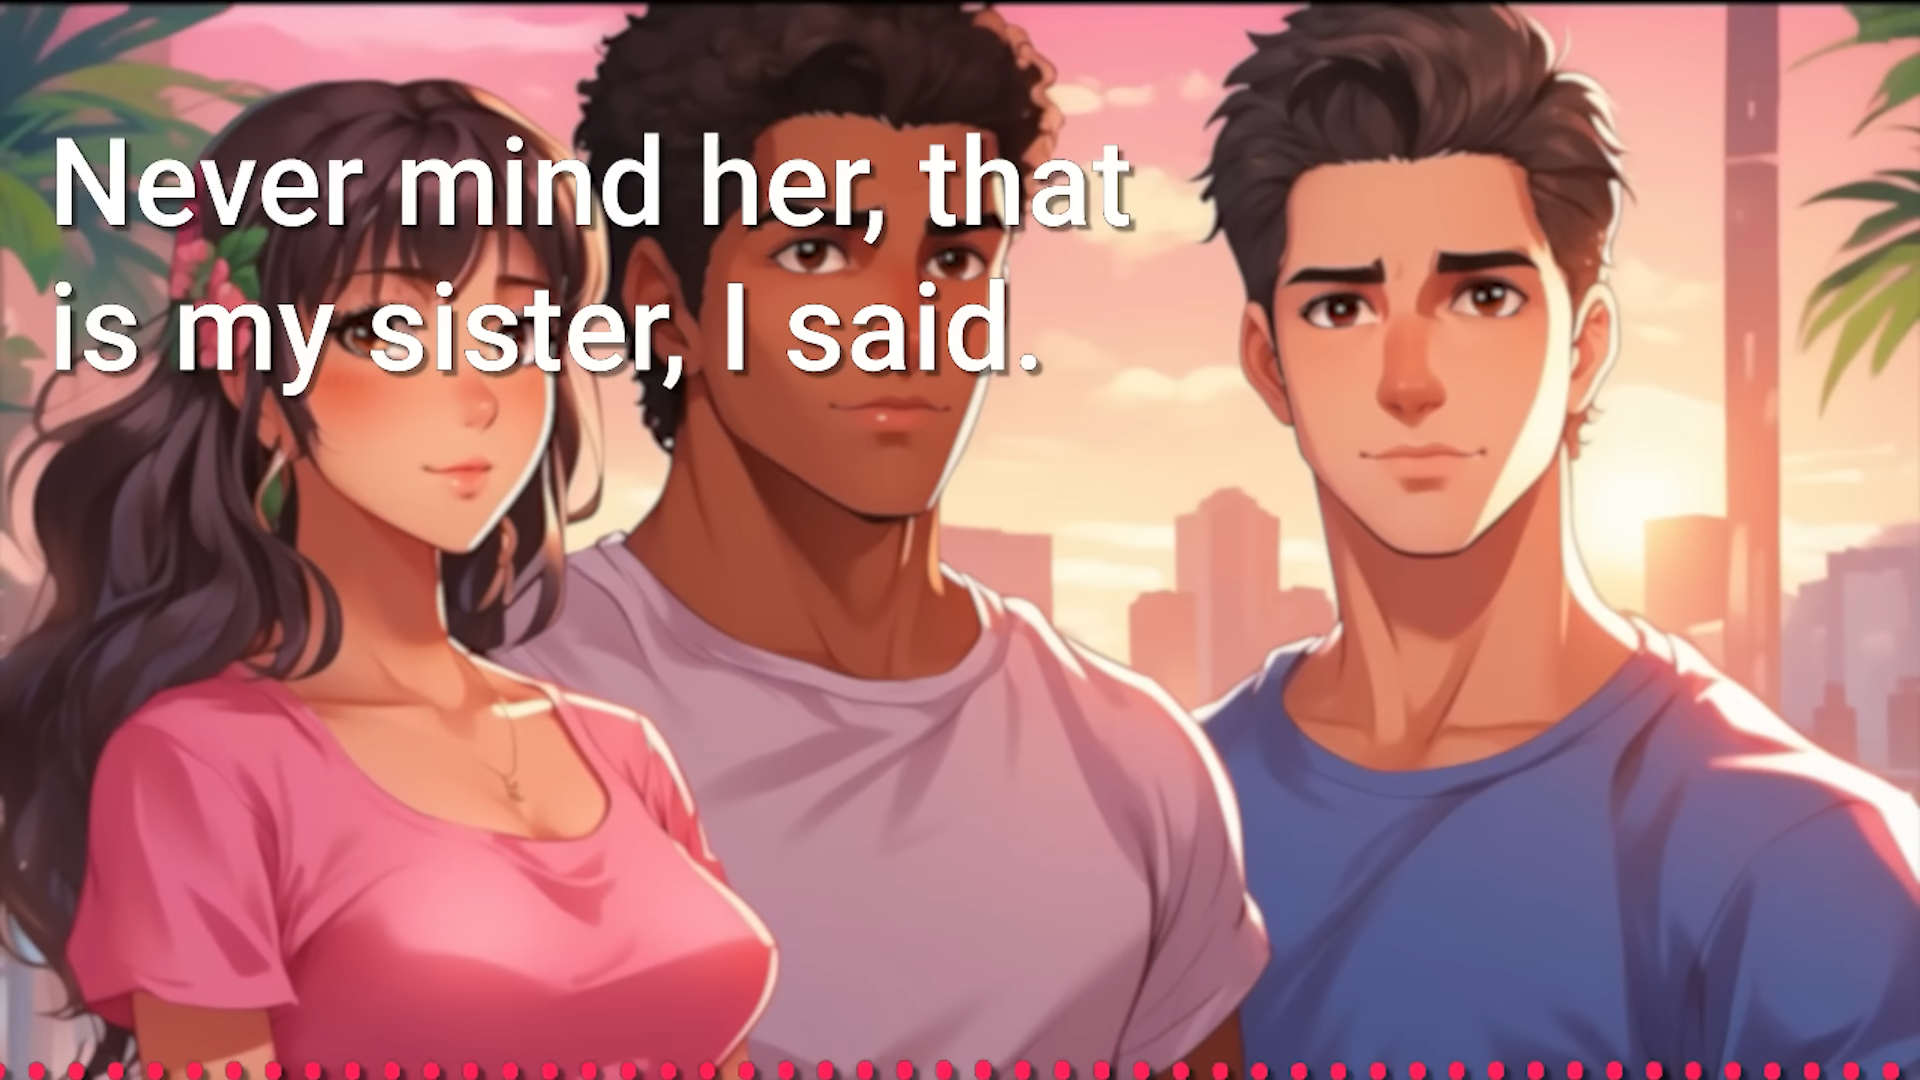 Never mind her, that
is my sister, I said.